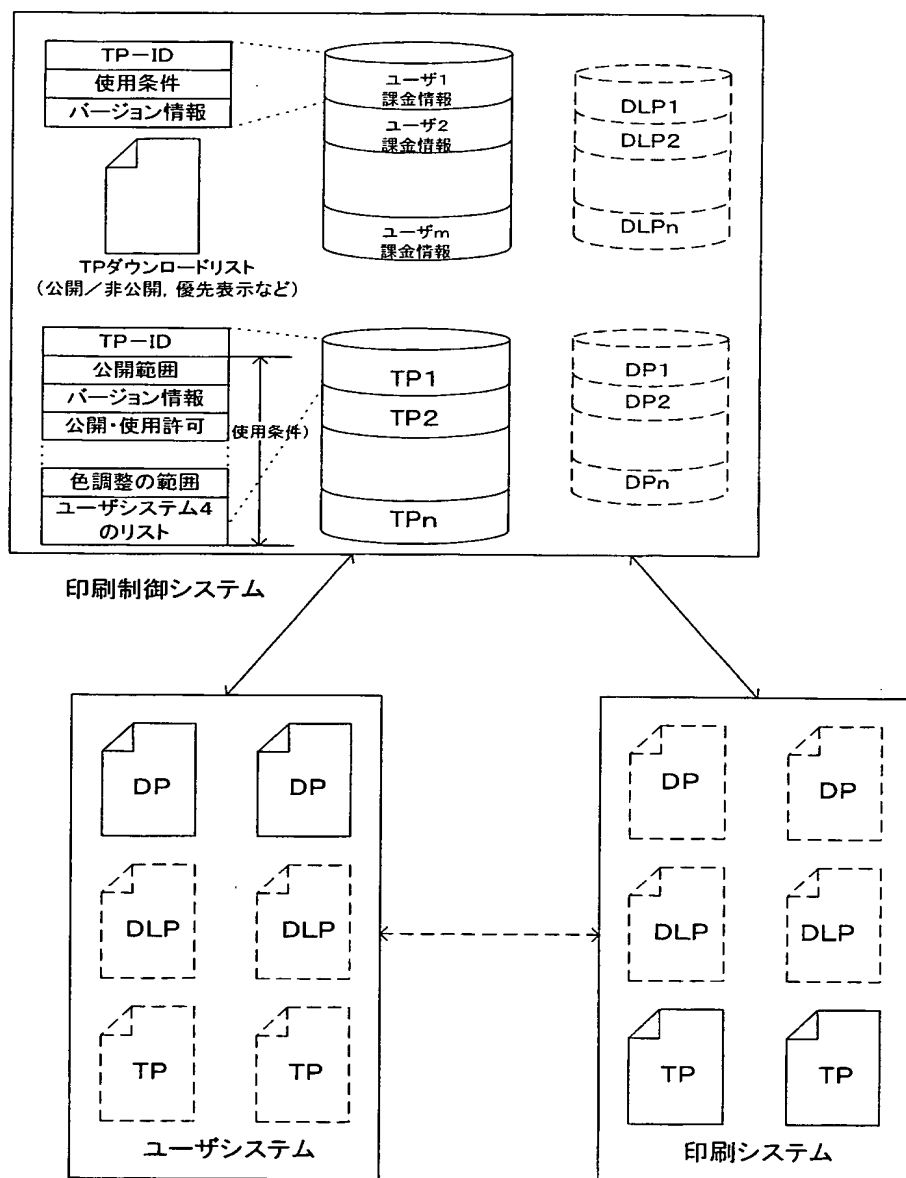 TP－ID
使用条件
バージョン情報
TPダウンロードリスト
（公開／非公開，優先表示など）
ユーザ1
課金情報
ユーザ2
課金情報
ユーザm
課金情報
DLP1
DLP2
DLPn
TP－ID
公開範囲
バージョン情報
公開・使用許可
色調整の範囲
ユーザシステム4
のリスト
使用条件）
TP1
TP2
TPn
DP1
DP2
DPn
印刷制御システム
DP
DP
DLP
DLP
TP
TP
ユーザシステム
DP
DP
DLP
DLP
TP
TP
印刷システム